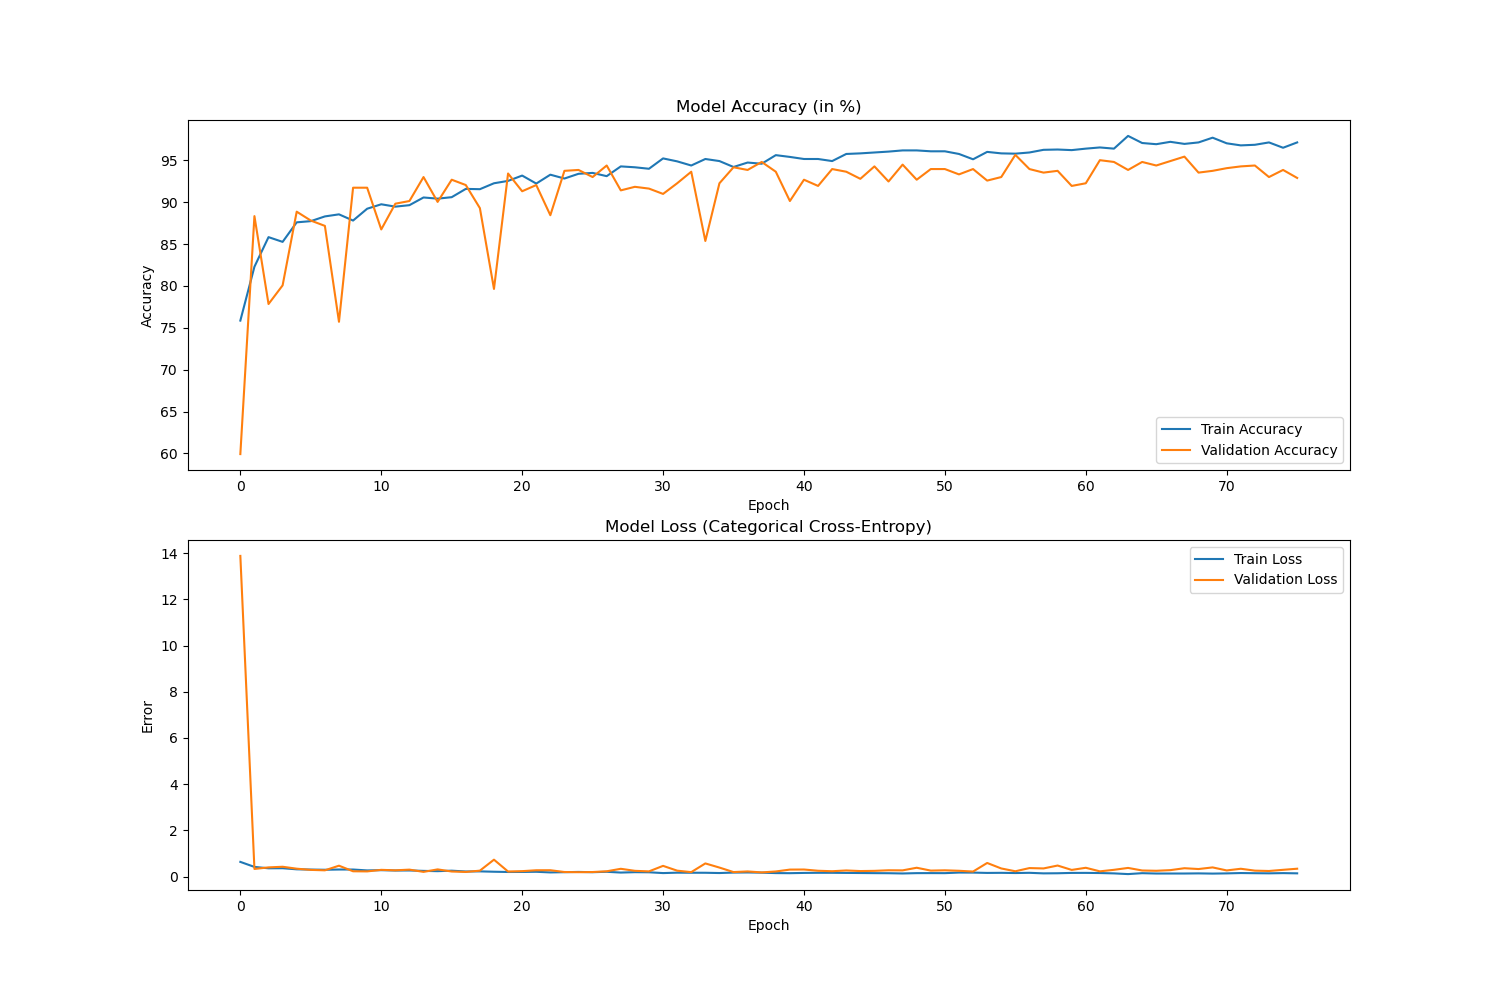 Model Accuracy (in %)
95
90
85
80
75
70
65
60
Accuracy
Train Accuracy
Validation Accuracy
0 10 20 30 40 50 60 70
Epoch
Model Loss (Categorical Cross-Entropy)
14
12
10
8
6
4
2
0
Error
Train Loss
Validation Loss
0 10 20 30 40 50 60 70
Epoch